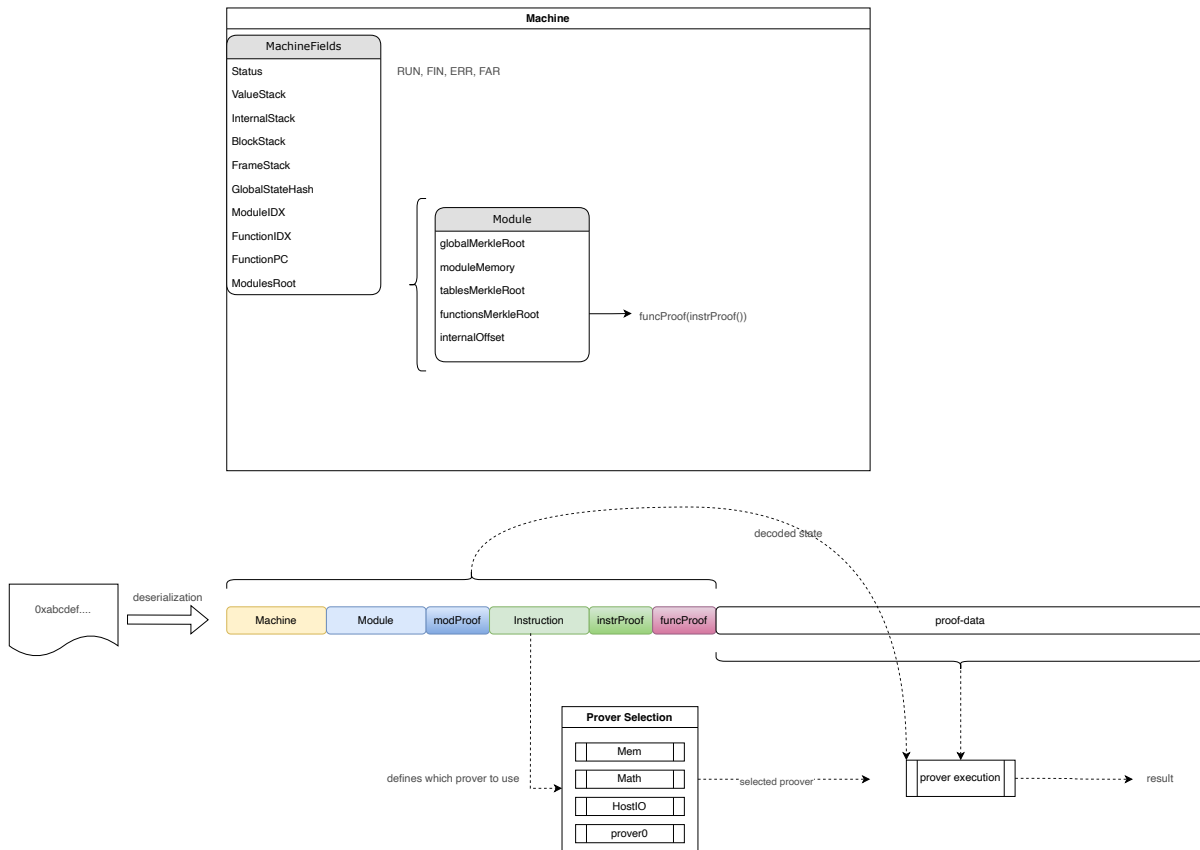 Machine
MachineFields
Status
RUN, FIN, ERR, FAR
ValueStack
InternalStack
BlockStack
FrameStack
GlobalStateHash
ModuleIDX
FunctionIDX
FunctionPC
ModulesRoot
Module
globalMerkleRoot
moduleMemory
tablesMerkleRoot
functionsMerkleRoot
internalOffset
funcProof(instrProof())
decoded state
0xabcdef....
deserialization
Machine
Module
modProof
Instruction
instrProof
funcProof
proof-data
Prover Selection
Mem
Math
HostIO
prover0
defines which prover to use
selected proover
prover execution
result